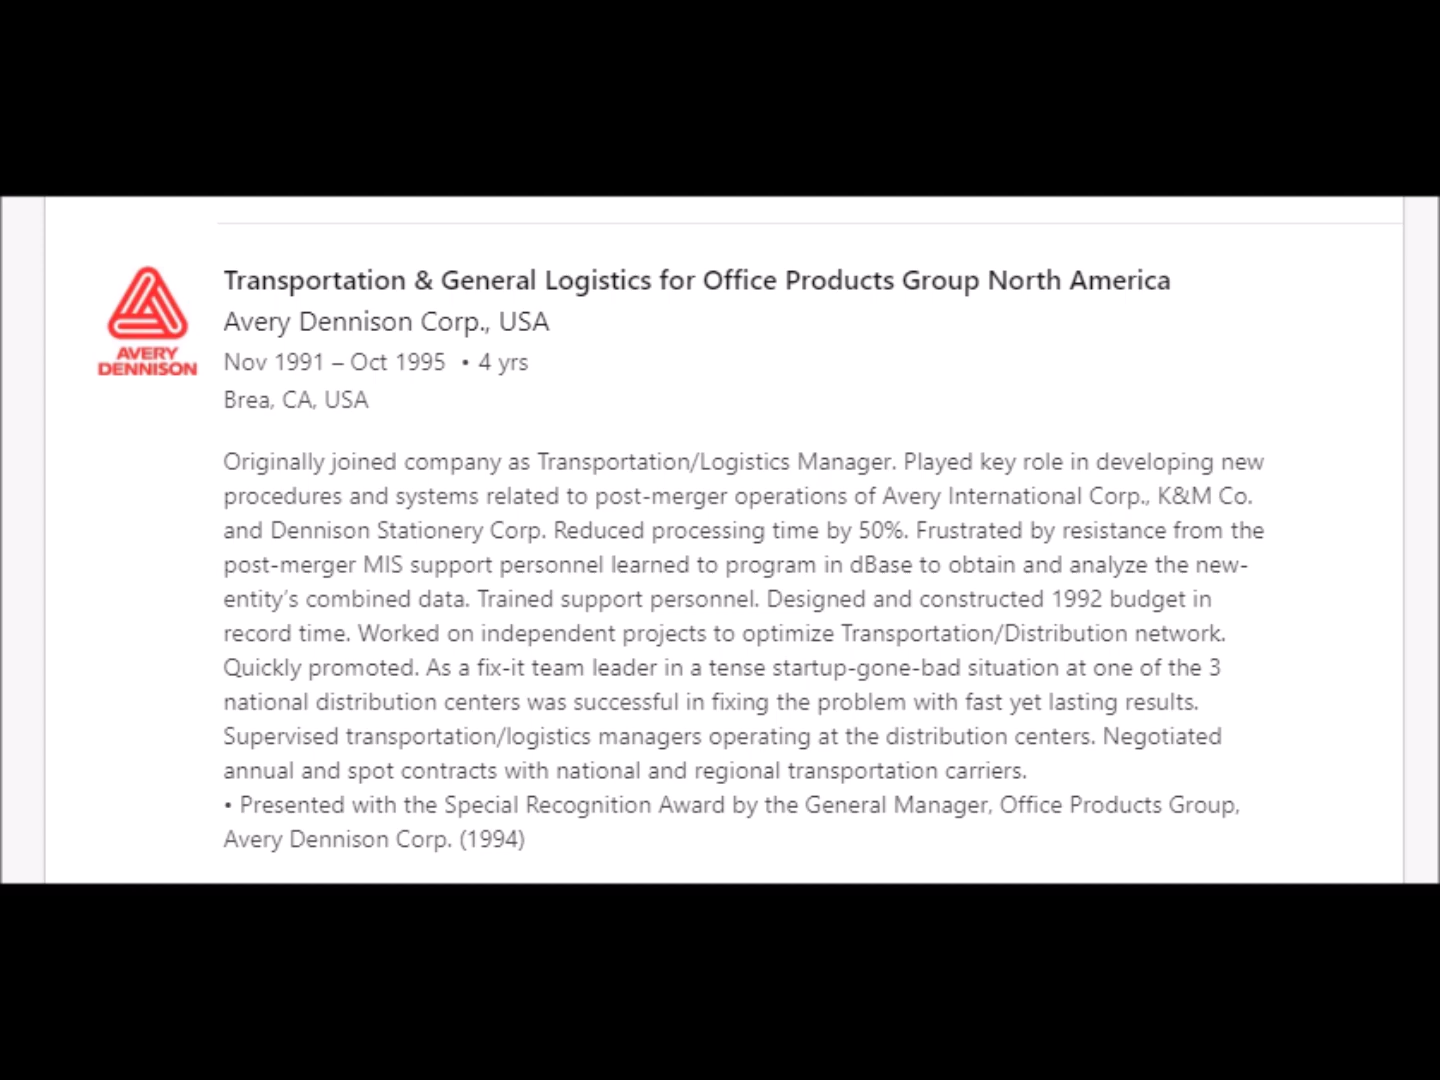 Transportation & General Logistics for Office Products Group North America
AVERY
DENNISON
Avery Dennison Corp., USA
Nov 1991 – Oct 1995 • 4 yrs
Brea, CA, USA
Originally joined company as Transportation/Logistics Manager. Played key role in developing new
procedures and systems related to post-merger operations of Avery International Corp., K&M Co.
and Dennison Stationery Corp. Reduced processing time by 50%. Frustrated by resistance from the
post-merger MIS support personnel learned to program in dBase to obtain and analyze the new-
entity’s combined data. Trained support personnel. Designed and constructed 1992 budget in
record time. Worked on independent projects to optimize Transportation/Distribution network.
Quickly promoted. As a fix-it team leader in a tense startup-gone-bad situation at one of the 3
national distribution centers was successful in fixing the problem with fast yet lasting results.
Supervised transportation/logistics managers operating at the distribution centers. Negotiated
annual and spot contracts with national and regional transportation carriers.
• Presented with the Special Recognition Award by the General Manager, Office Products Group,
Avery Dennison Corp. (1994)